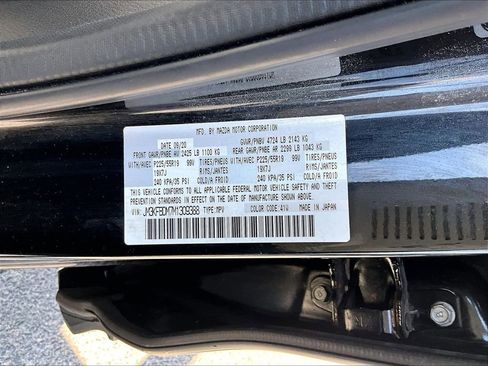 MFD. BY MAZDA MOTOR CORPORATION
DATE 09/20 GVWR/PNBV 4724 LB 2143 KG
FRONT GAWR/PNBE AV 2425 LB 1100 KG REAR GAWR/PNBE AR 2299 LB 1043 KG
WITH/AVEC P225/55R19 99V TIRES/PNEUS WITH/AVEC P225/55R19 99V TIRES/PNEUS
19X7J RIMS/JANTES 19X7J RIMS/JANTES
240 KPA/35 PSI COLD/A FROID 240 KPA/35 PSI COLD/A FROID
THIS VEHICLE CONFORMS TO ALL APPLICABLE FEDERAL MOTOR VEHICLE
SAFETY, BUMPER, AND THEFT PREVENTION STANDARDS IN EFFECT ON
THE DATE OF MANUFACTURE SHOWN ABOVE. MADE IN JAPAN
VIN: JM3KFBDM7M1309368 TYPE:MPV COLOR CODE:41W